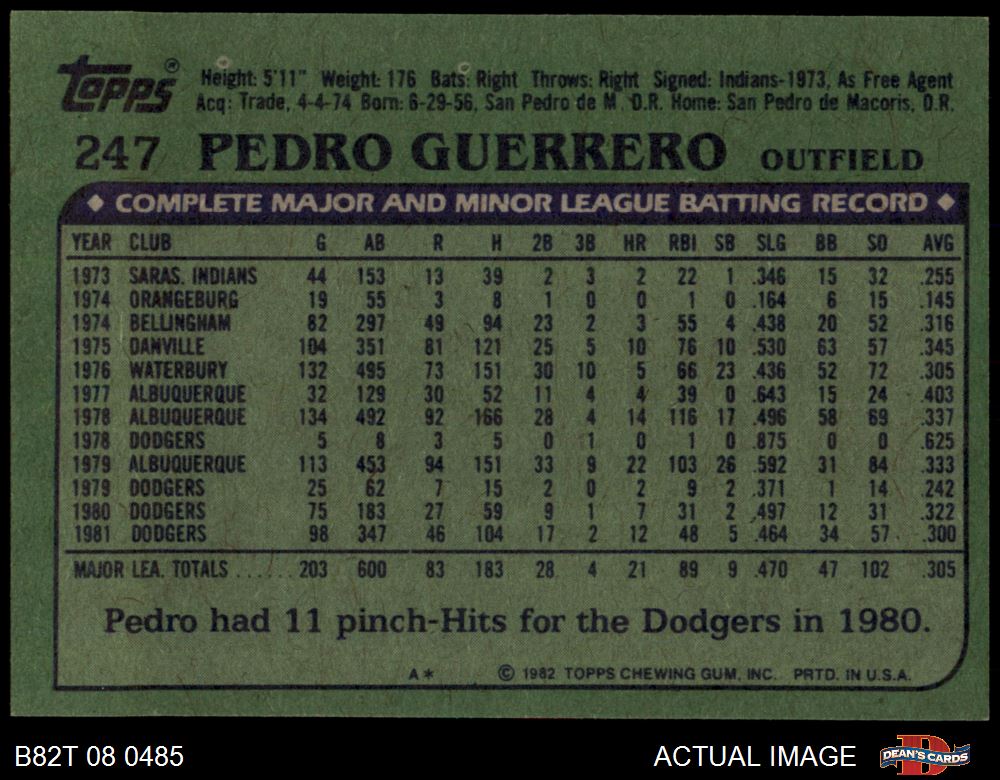 topps® Height: 5'11" Weight: 176 Bats: Right Throws: Right Signed: Indians-1973, As Free Agent
Acq: Trade, 4-4-74 Born: 6-29-56, San Pedro de M. D.R. Home: San Pedro de Macoris, D.R.
247 PEDRO GUERRERO OUTFIELD
◆ COMPLETE MAJOR AND MINOR LEAGUE BATTING RECORD ◆
YEAR CLUB G AB R H 2B 3B HR RBI SB SLG BB SO AVG
1973 SARAS. INDIANS 44 153 13 39 2 3 2 22 1 .346 15 32 .255
1974 ORANGEBURG 19 55 3 8 1 0 0 1 0 .164 6 15 .145
1974 BELLINGHAM 82 297 49 94 23 2 3 55 4 .438 20 52 .316
1975 DANVILLE 104 351 81 121 25 5 10 76 10 .530 63 57 .345
1976 WATERBURY 132 495 73 151 30 10 5 66 23 .436 52 72 .305
1977 ALBUQUERQUE 32 129 30 52 11 4 4 39 0 .643 15 24 .403
1978 ALBUQUERQUE 134 492 92 166 28 4 14 116 17 .496 58 69 .337
1978 DODGERS 5 8 3 5 0 1 0 1 0 .875 0 0 .625
1979 ALBUQUERQUE 113 453 94 151 33 9 22 103 26 .592 31 84 .333
1979 DODGERS 25 62 7 15 2 0 2 9 2 .371 1 14 .242
1980 DODGERS 75 183 27 59 9 1 7 31 2 .497 12 31 .322
1981 DODGERS 98 347 46 104 17 2 12 48 5 .464 34 57 .300
MAJOR LEA. TOTALS ...... 203 600 83 183 28 4 21 89 9 .470 47 102 .305
Pedro had 11 pinch-Hits for the Dodgers in 1980.
A* © 1982 TOPPS CHEWING GUM, INC. PRTD. IN U.S.A.
B82T 08 0485 ACTUAL IMAGE DEAN'S CARDS